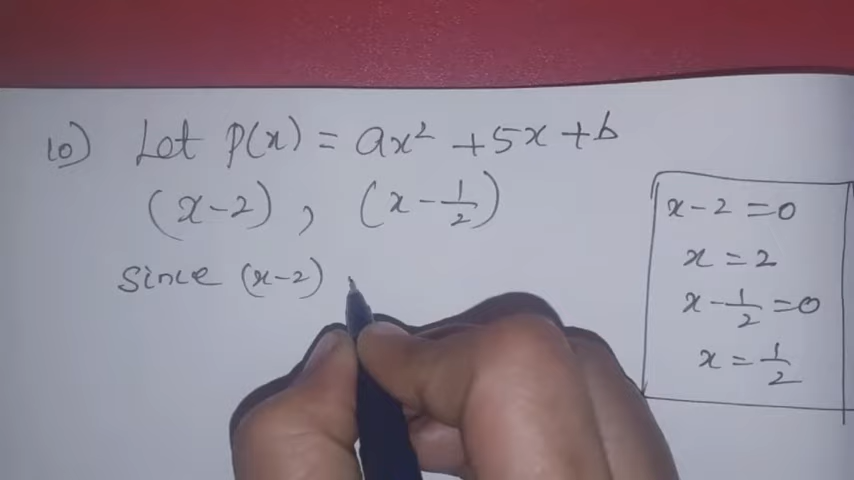 10) Let p(x) = ax² + 5x + b
(x-2), (x - 1/2)
Since (x-2)
x - 2 = 0
x = 2
x - 1/2 = 0
x = 1/2